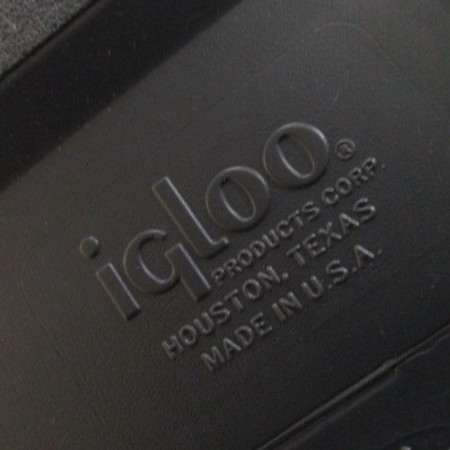 igloo®
PRODUCTS CORP.
HOUSTON, TEXAS
MADE IN U.S.A.